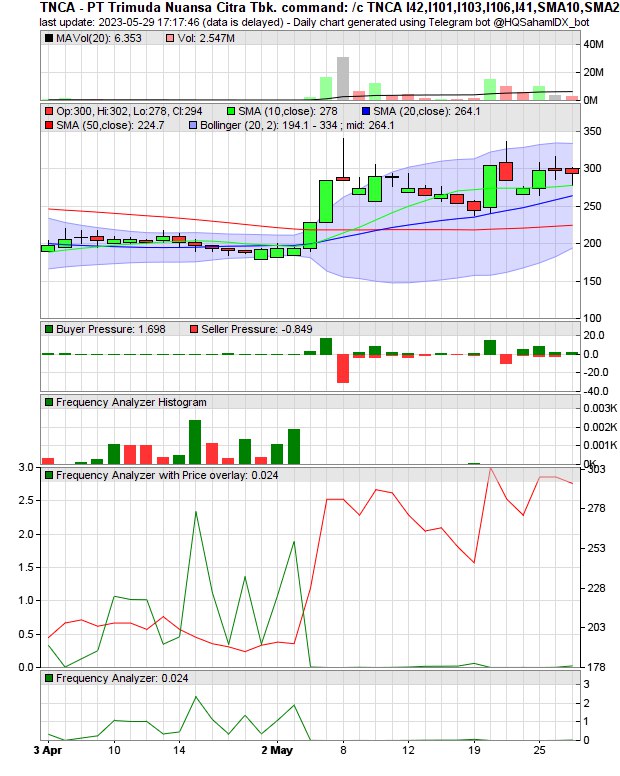 TNCA - PT Trimuda Nuansa Citra Tbk. command: /c TNCA I42,I101,I103,I106,I41,SMA10,SMA2
last update: 2023-05-29 17:17:46 (data is delayed) - Daily chart generated using Telegram bot @HQSahamIDX_bot
MAVol(20): 6.353 Vol: 2.547M
40M
20M
0M
Op:300, Hi:302, Lo:278, Cl:294 SMA (10,close): 278 SMA (20,close): 264.1
SMA (50,close): 224.7 Bollinger (20, 2): 194.1 - 334 ; mid: 264.1
350
300
250
200
150
100
Buyer Pressure: 1.698 Seller Pressure: -0.849
20.0
0.0
-20.0
-40.0
Frequency Analyzer Histogram
0.003K
0.002K
0.001K
0K
Frequency Analyzer with Price overlay: 0.024
3.0
2.5
2.0
1.5
1.0
0.5
0.0
303
278
253
228
203
178
Frequency Analyzer: 0.024
3
2
1
0
3 Apr 10 14 2 May 8 12 19 25